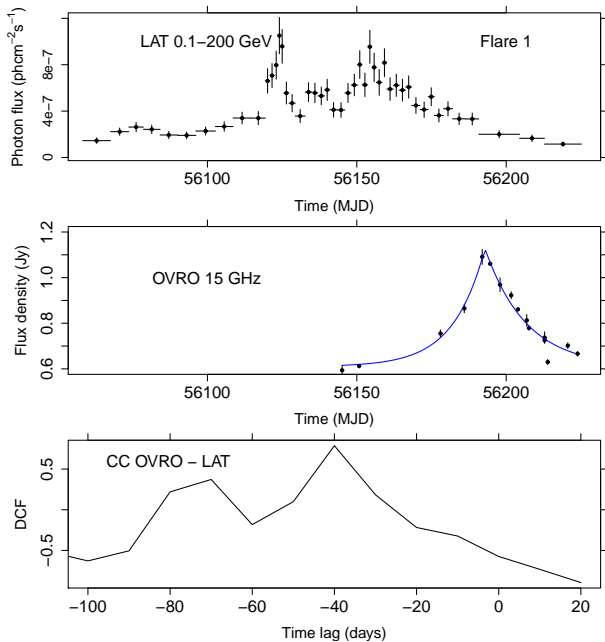 LAT 0.1−200 GeV
Flare 1
Photon flux (phcm⁻²s⁻¹)
8e-7
4e-7
0
56100 56150 56200
Time (MJD)
OVRO 15 GHz
Flux density (Jy)
1.2
1.0
0.8
0.6
56100 56150 56200
Time (MJD)
CC OVRO − LAT
DCF
0.5
−0.5
−100 −80 −60 −40 −20 0 20
Time lag (days)